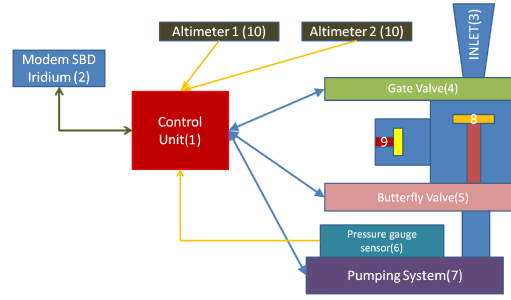 Altimeter 1 (10)
Altimeter 2 (10)
INLET(3)
Modem SBD
Iridium (2)
Gate Valve(4)
Control
Unit(1)
8
9
Butterfly Valve(5)
Pressure gauge
sensor(6)
Pumping System(7)